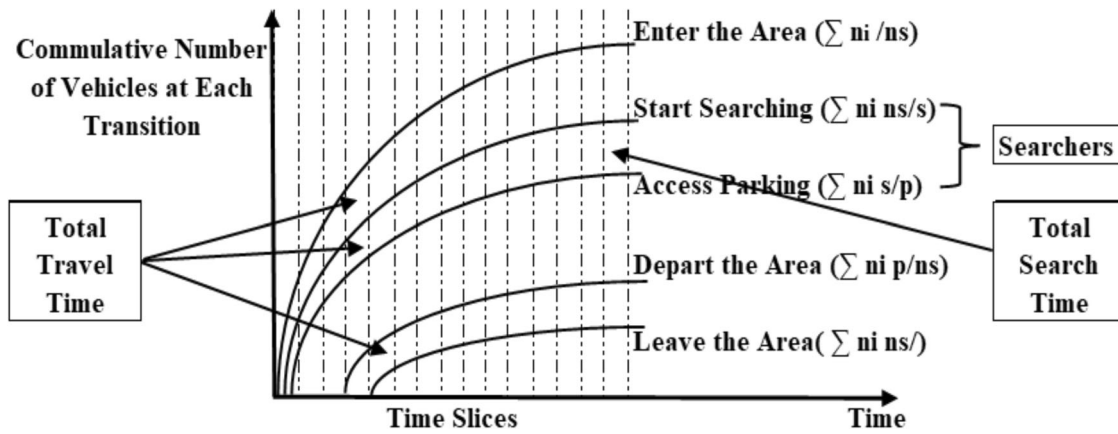 Commulative Number
of Vehicles at Each
Transition
Enter the Area (∑ ni /ns)
Start Searching (∑ ni ns/s)
Searchers
Access Parking (∑ ni s/p)
Total
Travel
Time
Total
Search
Time
Depart the Area (∑ ni p/ns)
Leave the Area( ∑ ni ns/)
Time Slices
Time